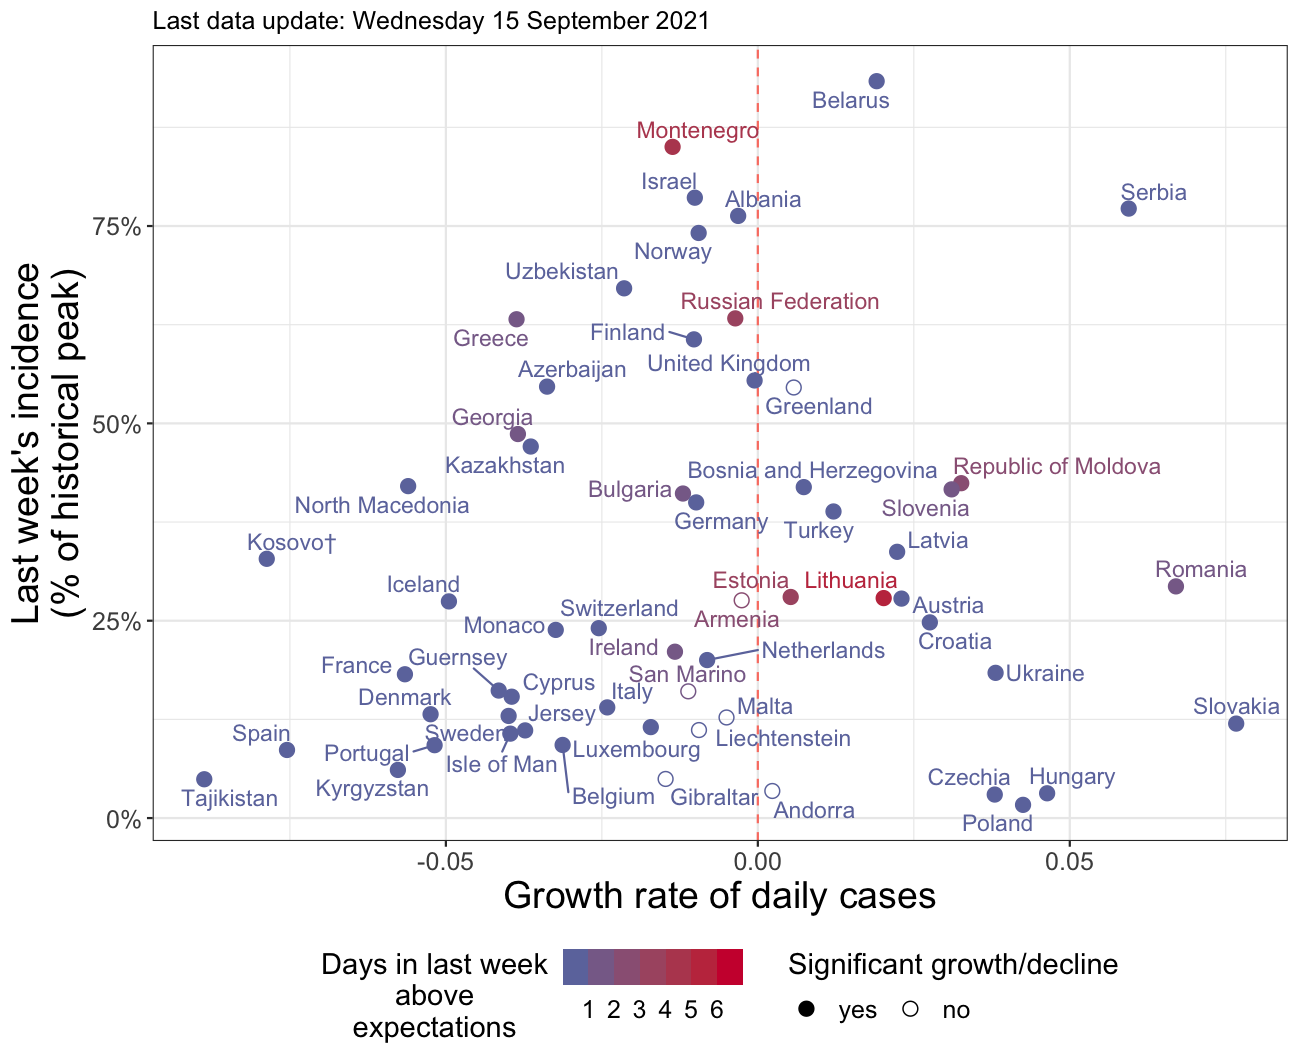 Last data update: Wednesday 15 September 2021
Belarus
Montenegro
Israel
Albania
Serbia
75%
Norway
Uzbekistan
Russian Federation
Greece
Finland
Azerbaijan
United Kingdom
Greenland
Georgia
50%
Kazakhstan
Bosnia and Herzegovina
Republic of Moldova
North Macedonia
Bulgaria
Slovenia
Germany
Turkey
Kosovo†
Latvia
Last week's incidence
(% of historical peak)
Iceland
Estonia
Lithuania
Romania
Switzerland
Austria
25%
Monaco
Armenia
Croatia
Ireland
Netherlands
France
Guernsey
San Marino
Ukraine
Denmark
Cyprus
Italy
Malta
Slovakia
Jersey
Spain
Sweden
Portugal
Luxembourg
Liechtenstein
Isle of Man
Tajikistan
Kyrgyzstan
Belgium
Gibraltar
Czechia
Hungary
Andorra
0%
Poland
-0.05
0.00
0.05
Growth rate of daily cases
Days in last week
above
expectations
1 2 3 4 5 6
Significant growth/decline
yes
no